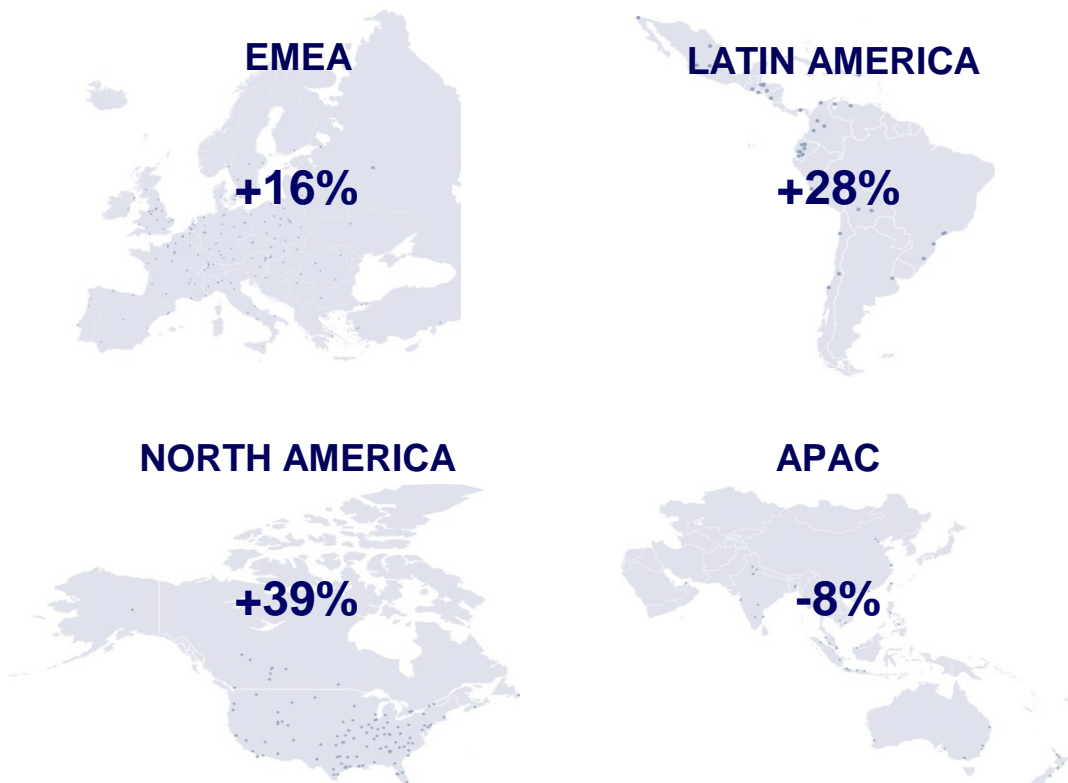 EMEA
+16%
LATIN AMERICA
+28%
NORTH AMERICA
+39%
APAC
-8%